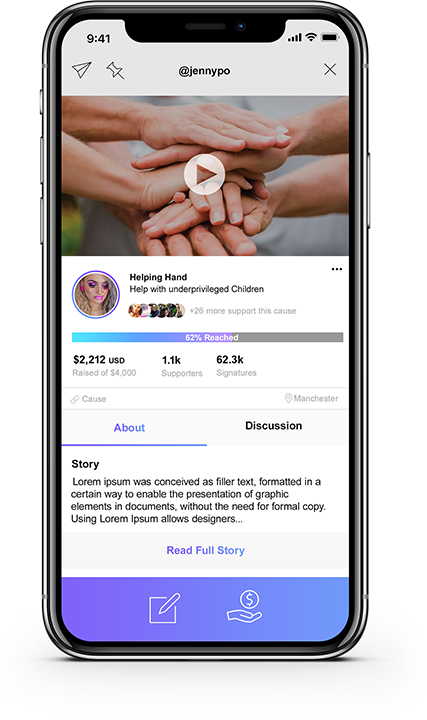 9:41
@jennypo
Helping Hand
Help with underprivileged Children
+26 more support this cause
62% Reached
$2,212 USD 1.1k 62.3k
Raised of $4,000 Supporters Signatures
Cause Manchester
About Discussion
Story
Lorem ipsum was conceived as filler text, formatted in a
certain way to enable the presentation of graphic
elements in documents, without the need for formal copy.
Using Lorem Ipsum allows designers...
Read Full Story
$